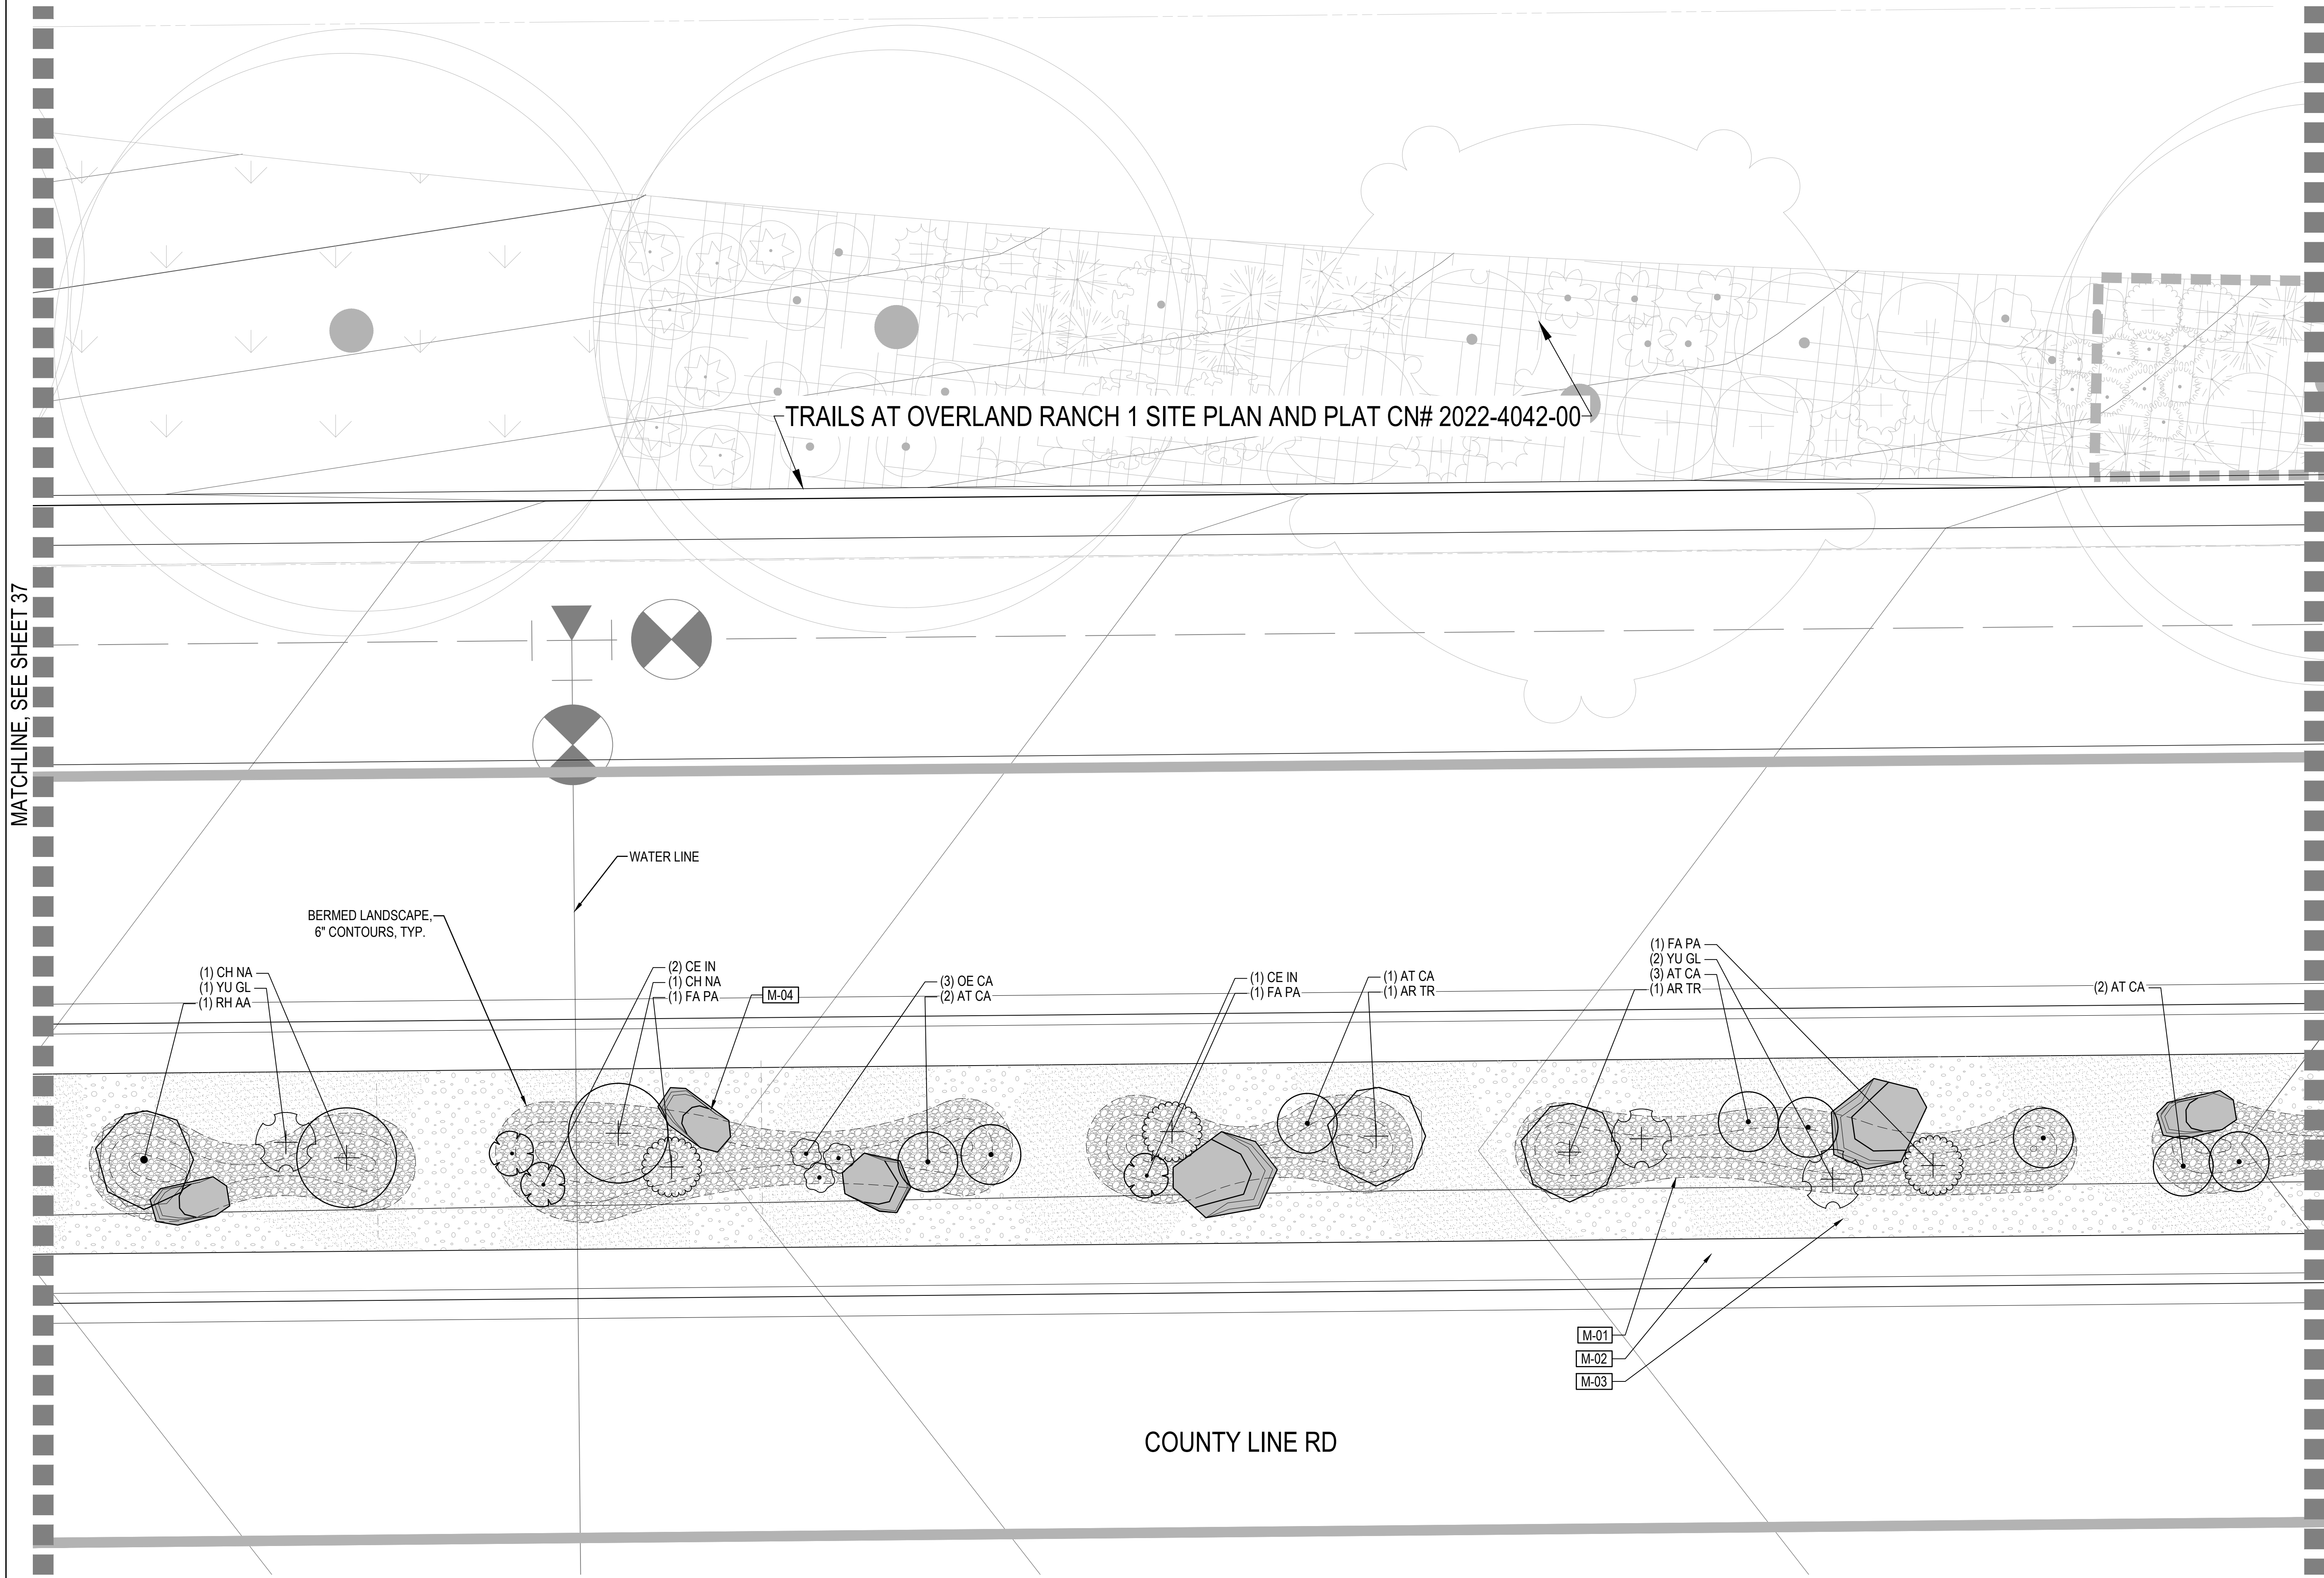 TRAILS AT OVERLAND RANCH 1 SITE PLAN AND PLAT CN# 2022-4042-00
MATCHLINE, SEE SHEET 37
WATER LINE
BERMED LANDSCAPE,
6" CONTOURS, TYP.
(1) CH NA
(1) YU GL
(1) RH AA
(2) CE IN
(1) CH NA
(1) FA PA
M-04
(3) OE CA
(2) AT CA
(1) CE IN
(1) FA PA
(1) AT CA
(1) AR TR
(1) FA PA
(2) YU GL
(3) AT CA
(1) AR TR
(2) AT CA
M-01
M-02
M-03
COUNTY LINE RD